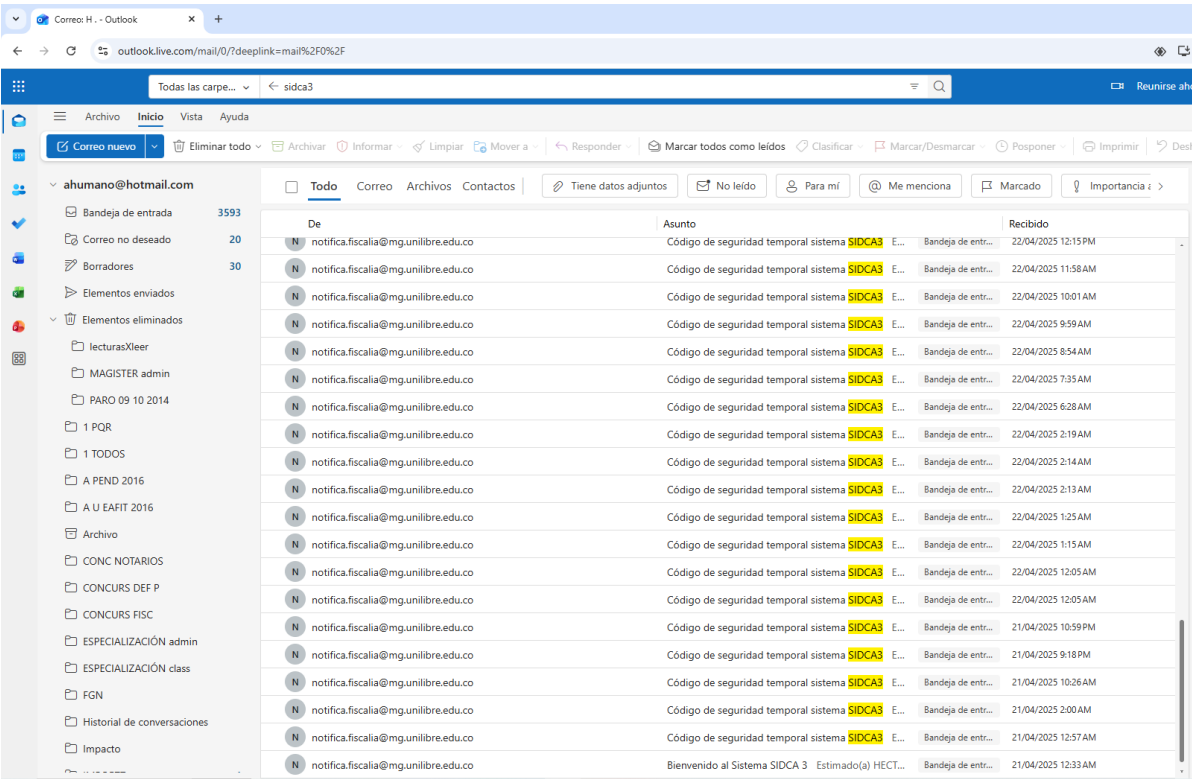 Correo: H . - Outlook
outlook.live.com/mail/0/?deeplink=mail%2F0%2F
Todas las carpe... sidca3 Reunirse aho
Archivo Inicio Vista Ayuda
Correo nuevo Eliminar todo Archivar Informar Limpiar Mover a Responder Marcar todos como leídos Clasificar Marcar/Desmarcar Posponer Imprimir Desh
ahumano@hotmail.com
Bandeja de entrada 3593
Correo no deseado 20
Borradores 30
Elementos enviados
Elementos eliminados
lecturasXleer
MAGISTER admin
PARO 09 10 2014
1 PQR
1 TODOS
A PEND 2016
A U EAFIT 2016
Archivo
CONC NOTARIOS
CONCURS DEF P
CONCURS FISC
ESPECIALIZACIÓN admin
ESPECIALIZACIÓN class
FGN
Historial de conversaciones
Impacto
Todo Correo Archivos Contactos Tiene datos adjuntos No leído Para mí Me menciona Marcado Importancia a
De Asunto Recibido
N notifica.fiscalia@mg.unilibre.edu.co Código de seguridad temporal sistema SIDCA3 E... Bandeja de entr... 22/04/2025 12:15 PM
N notifica.fiscalia@mg.unilibre.edu.co Código de seguridad temporal sistema SIDCA3 E... Bandeja de entr... 22/04/2025 11:58 AM
N notifica.fiscalia@mg.unilibre.edu.co Código de seguridad temporal sistema SIDCA3 E... Bandeja de entr... 22/04/2025 10:01 AM
N notifica.fiscalia@mg.unilibre.edu.co Código de seguridad temporal sistema SIDCA3 E... Bandeja de entr... 22/04/2025 9:59 AM
N notifica.fiscalia@mg.unilibre.edu.co Código de seguridad temporal sistema SIDCA3 E... Bandeja de entr... 22/04/2025 8:54 AM
N notifica.fiscalia@mg.unilibre.edu.co Código de seguridad temporal sistema SIDCA3 E... Bandeja de entr... 22/04/2025 7:35 AM
N notifica.fiscalia@mg.unilibre.edu.co Código de seguridad temporal sistema SIDCA3 E... Bandeja de entr... 22/04/2025 6:28 AM
N notifica.fiscalia@mg.unilibre.edu.co Código de seguridad temporal sistema SIDCA3 E... Bandeja de entr... 22/04/2025 2:19 AM
N notifica.fiscalia@mg.unilibre.edu.co Código de seguridad temporal sistema SIDCA3 E... Bandeja de entr... 22/04/2025 2:14 AM
N notifica.fiscalia@mg.unilibre.edu.co Código de seguridad temporal sistema SIDCA3 E... Bandeja de entr... 22/04/2025 2:13 AM
N notifica.fiscalia@mg.unilibre.edu.co Código de seguridad temporal sistema SIDCA3 E... Bandeja de entr... 22/04/2025 1:25 AM
N notifica.fiscalia@mg.unilibre.edu.co Código de seguridad temporal sistema SIDCA3 E... Bandeja de entr... 22/04/2025 1:15 AM
N notifica.fiscalia@mg.unilibre.edu.co Código de seguridad temporal sistema SIDCA3 E... Bandeja de entr... 22/04/2025 12:05 AM
N notifica.fiscalia@mg.unilibre.edu.co Código de seguridad temporal sistema SIDCA3 E... Bandeja de entr... 22/04/2025 12:05 AM
N notifica.fiscalia@mg.unilibre.edu.co Código de seguridad temporal sistema SIDCA3 E... Bandeja de entr... 21/04/2025 10:59 PM
N notifica.fiscalia@mg.unilibre.edu.co Código de seguridad temporal sistema SIDCA3 E... Bandeja de entr... 21/04/2025 9:18 PM
N notifica.fiscalia@mg.unilibre.edu.co Código de seguridad temporal sistema SIDCA3 E... Bandeja de entr... 21/04/2025 10:26 AM
N notifica.fiscalia@mg.unilibre.edu.co Código de seguridad temporal sistema SIDCA3 E... Bandeja de entr... 21/04/2025 2:00 AM
N notifica.fiscalia@mg.unilibre.edu.co Código de seguridad temporal sistema SIDCA3 E... Bandeja de entr... 21/04/2025 12:57 AM
N notifica.fiscalia@mg.unilibre.edu.co Bienvenido al Sistema SIDCA 3 Estimado(a) HECT... Bandeja de entr... 21/04/2025 12:33 AM